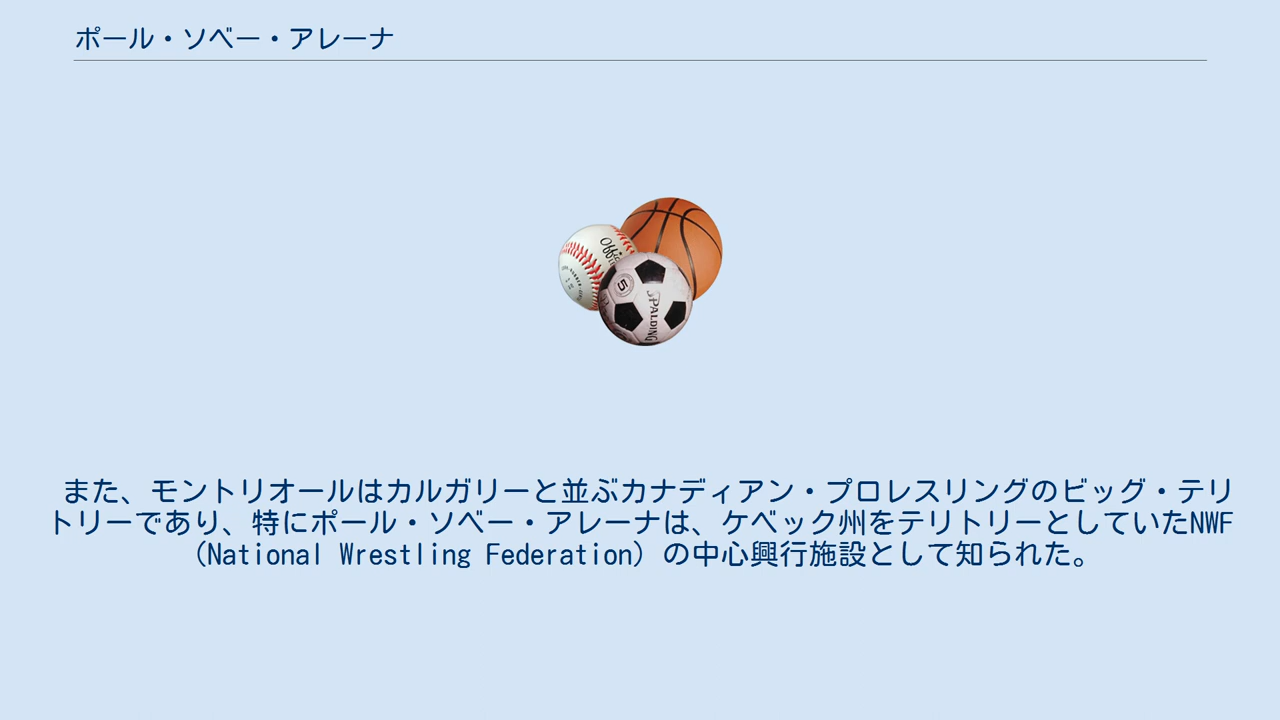 ポール・ソベー・アレーナ
Offici
5
SPALDING
また、モントリオールはカルガリーと並ぶカナディアン・プロレスリングのビッグ・テリ
トリーであり、特にポール・ソベー・アレーナは、ケベック州をテリトリーとしていたNWF
（National Wrestling Federation）の中心興行施設として知られた。